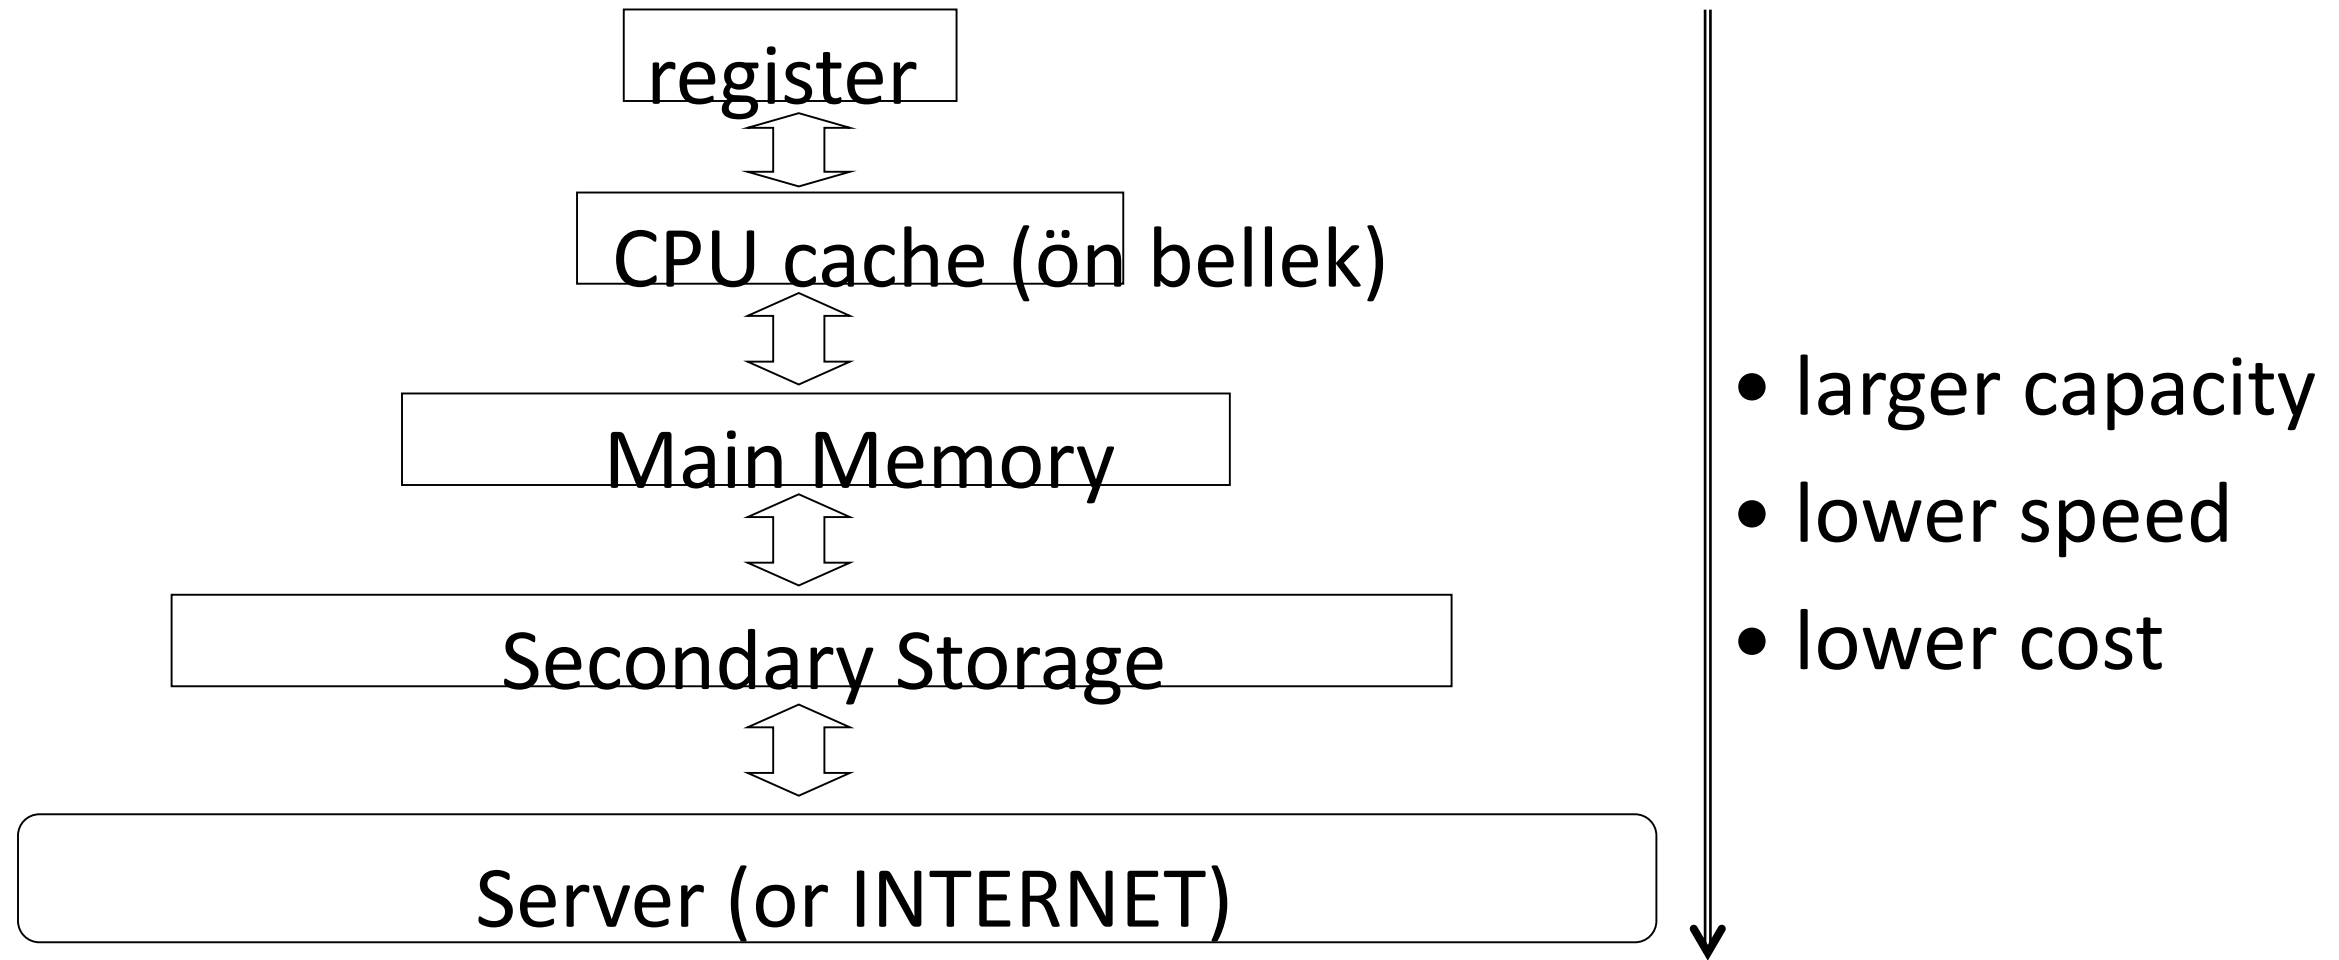 register
CPU cache (ön bellek)
Main Memory
Secondary Storage
Server (or INTERNET)
• larger capacity
• lower speed
• lower cost